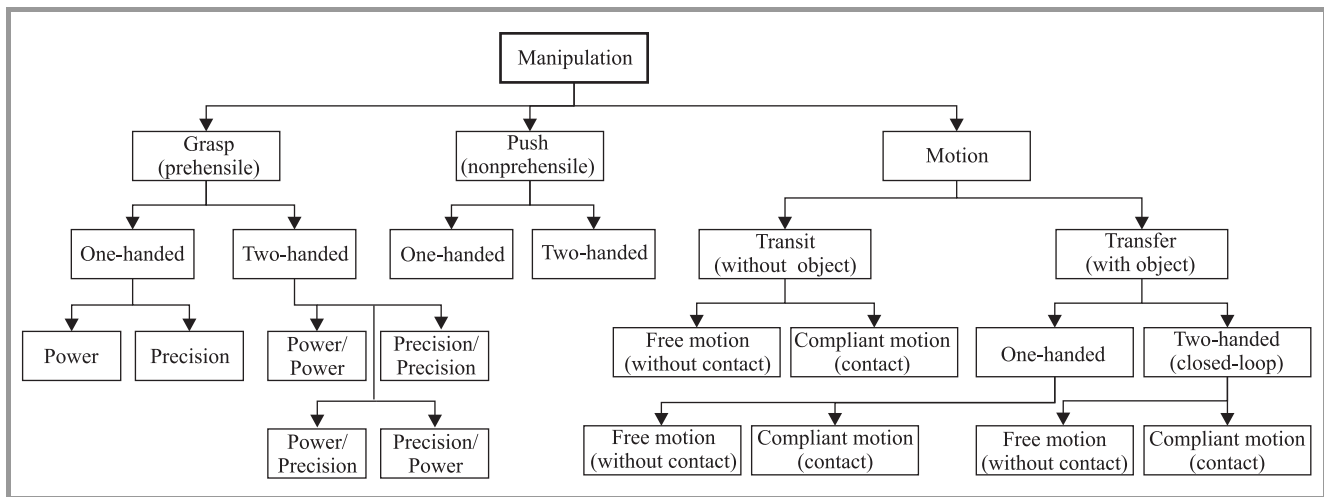 Manipulation
Grasp
(prehensile)
Push
(nonprehensile)
Motion
One-handed
Two-handed
One-handed
Two-handed
Transit
(without object)
Transfer
(with object)
Power
Precision
Power/
Power
Precision/
Precision
Free motion
(without contact)
Compliant motion
(contact)
One-handed
Two-handed
(closed-loop)
Power/
Precision
Precision/
Power
Free motion
(without contact)
Compliant motion
(contact)
Free motion
(without contact)
Compliant motion
(contact)